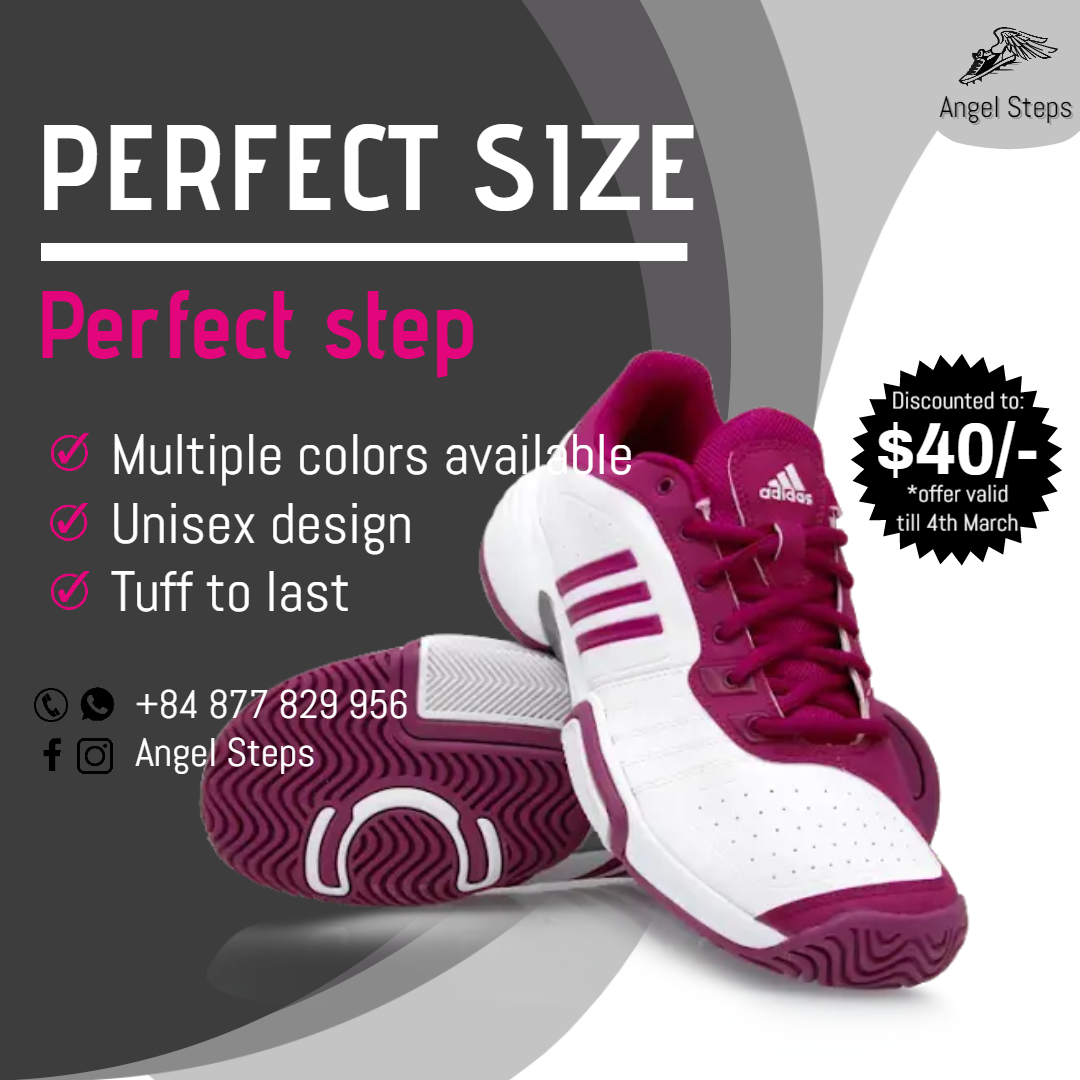 Angel Steps
PERFECT SIZE
Perfect step
Multiple colors available
Unisex design
Tuff to last
Discounted to:
$40/-
*offer valid
till 4th March
adidas
+84 877 829 956
Angel Steps